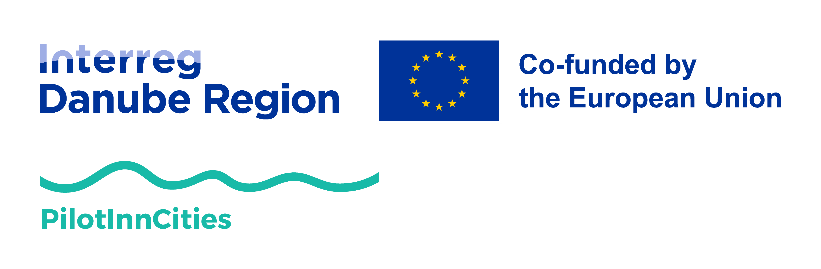 Interreg
Danube Region
Co-funded by
the European Union
PilotInnCities